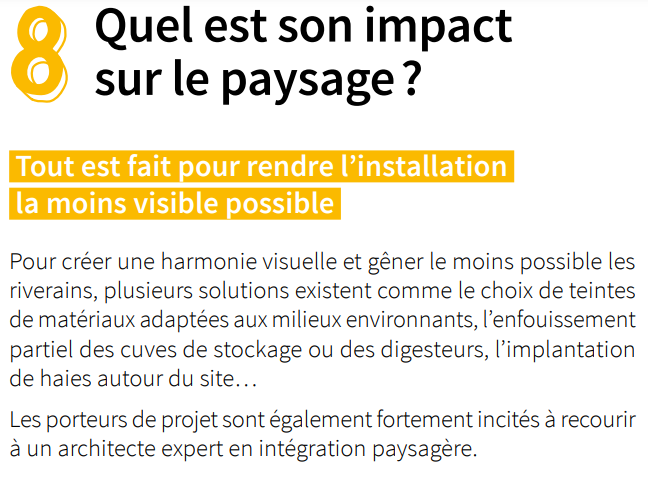 8 Quel est son impact
sur le paysage ?
Tout est fait pour rendre l’installation
la moins visible possible
Pour créer une harmonie visuelle et gêner le moins possible les
riverains, plusieurs solutions existent comme le choix de teintes
de matériaux adaptées aux milieux environnants, l’enfouissement
partiel des cuves de stockage ou des digesteurs, l’implantation
de haies autour du site…
Les porteurs de projet sont également fortement incités à recourir
à un architecte expert en intégration paysagère.